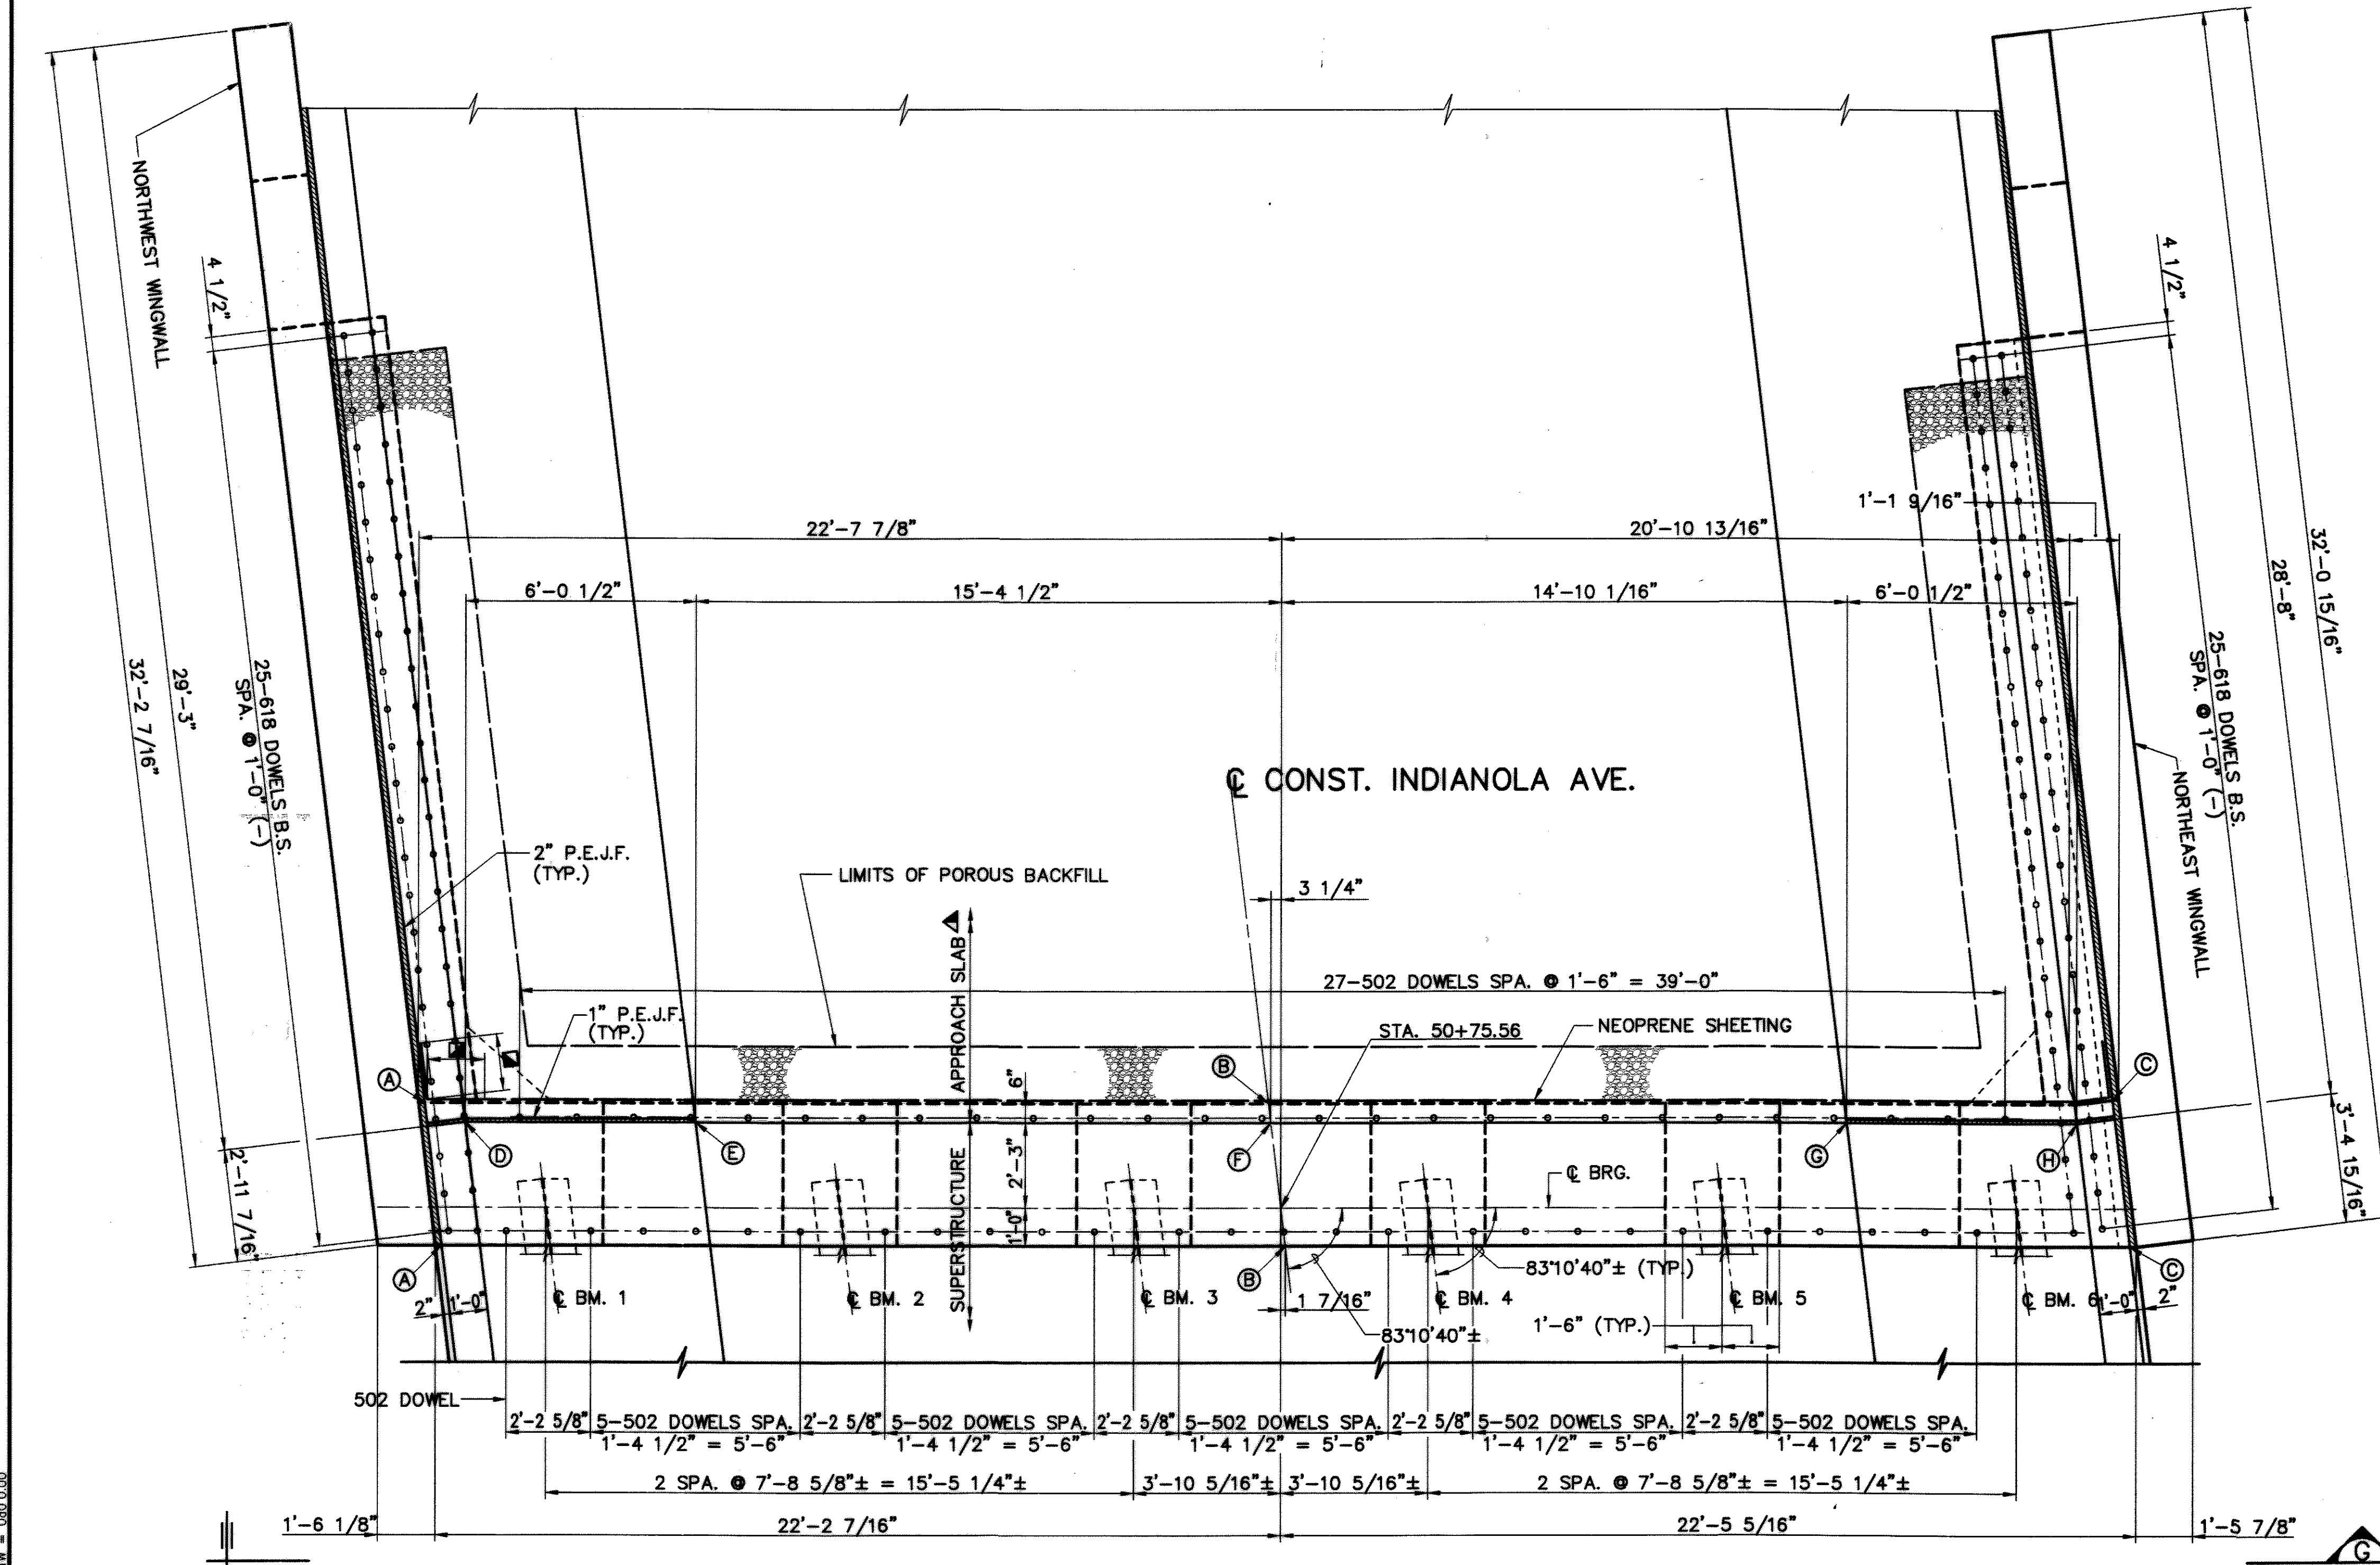 NORTHWEST WINGWALL
4 1/2"
4 1/2"
1'-1 9/16"
22'-7 7/8"
20'-10 13/16"
6'-0 1/2"
15'-4 1/2"
14'-10 1/16"
6'-0 1/2"
32'-2 7/16"
29'-3"
25-618 DOWELS B.S.
SPA. @ 1'-0" (-)
32'-0 15/16"
28'-8"
25-618 DOWELS B.S.
SPA. @ 1'-0" (-)
NORTHEAST WINGWALL
℄ CONST. INDIANOLA AVE.
2" P.E.J.F.
(TYP.)
LIMITS OF POROUS BACKFILL
3 1/4"
APPROACH SLAB
27-502 DOWELS SPA. @ 1'-6" = 39'-0"
1" P.E.J.F.
(TYP.)
STA. 50+75.56
NEOPRENE SHEETING
A
B
C
6"
D
E
F
G
H
2'-3"
SUPERSTRUCTURE
℄ BRG.
1'-0"
2'-11 7/16"
3'-4 15/16"
A
B
C
2"
1'-0"
℄ BM. 1
℄ BM. 2
℄ BM. 3
1 7/16"
℄ BM. 4
83°10'40"± (TYP.)
℄ BM. 5
℄ BM. 6
1'-0"
2"
83°10'40"±
1'-6" (TYP.)
502 DOWEL
2'-2 5/8"
5-502 DOWELS SPA.
1'-4 1/2" = 5'-6"
2'-2 5/8"
5-502 DOWELS SPA.
1'-4 1/2" = 5'-6"
2'-2 5/8"
5-502 DOWELS SPA.
1'-4 1/2" = 5'-6"
2'-2 5/8"
5-502 DOWELS SPA.
1'-4 1/2" = 5'-6"
2'-2 5/8"
5-502 DOWELS SPA.
1'-4 1/2" = 5'-6"
2 SPA. @ 7'-8 5/8"± = 15'-5 1/4"±
3'-10 5/16"±
3'-10 5/16"±
2 SPA. @ 7'-8 5/8"± = 15'-5 1/4"±
1'-6 1/8"
22'-2 7/16"
22'-5 5/16"
1'-5 7/8"
G